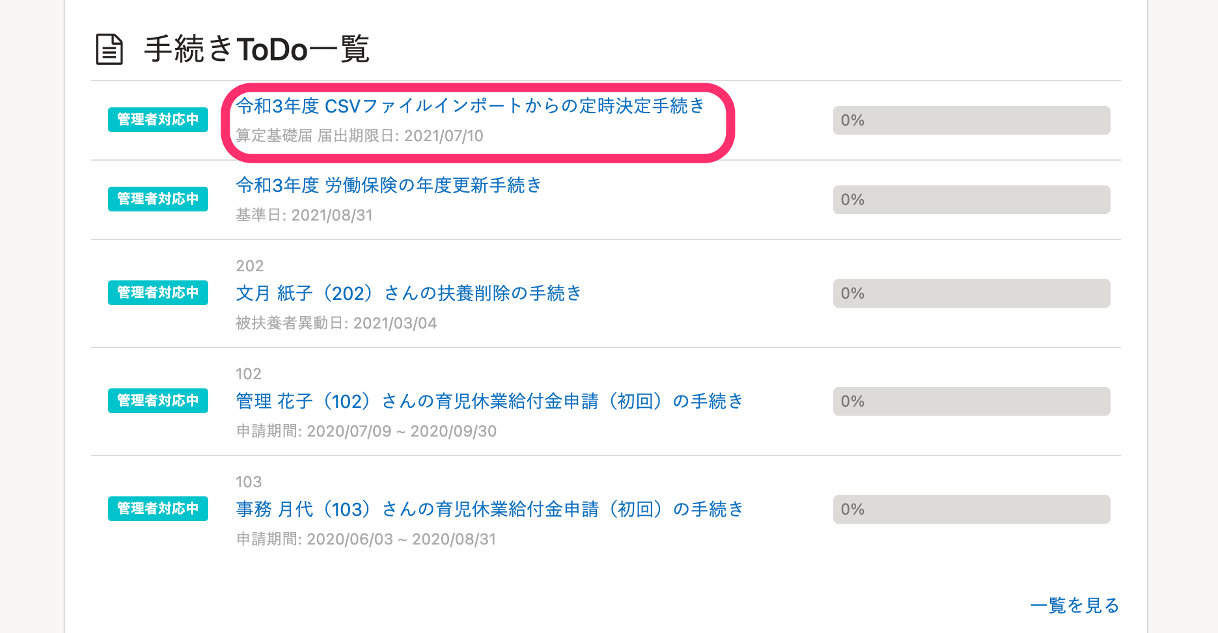 手続きToDo一覧
管理者対応中
令和3年度 CSVファイルインポートからの定時決定手続き
算定基礎届 届出期限日: 2021/07/10
0%
管理者対応中
令和3年度 労働保険の年度更新手続き
基準日: 2021/08/31
0%
202
管理者対応中
文月 紙子（202）さんの扶養削除の手続き
被扶養者異動日: 2021/03/04
0%
102
管理者対応中
管理 花子（102）さんの育児休業給付金申請（初回）の手続き
申請期間: 2020/07/09 ~ 2020/09/30
0%
103
管理者対応中
事務 月代（103）さんの育児休業給付金申請（初回）の手続き
申請期間: 2020/06/03 ~ 2020/08/31
0%
一覧を見る